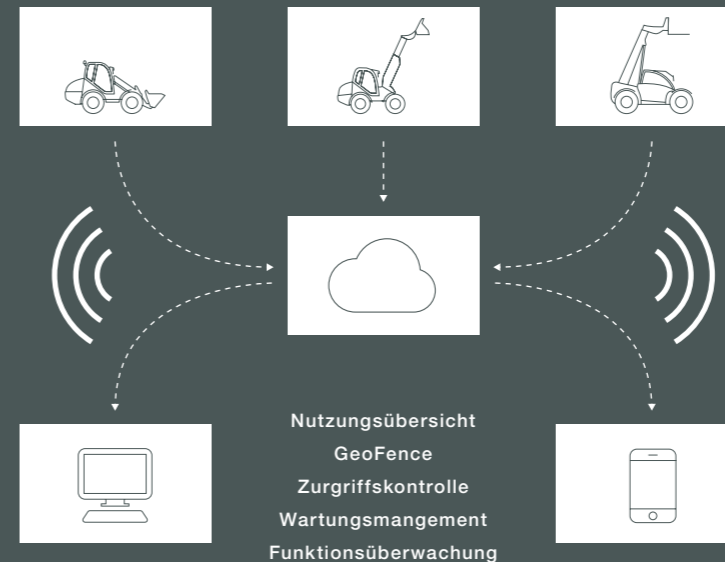 Nutzungsübersicht
GeoFence
Zurgriffskontrolle
Wartungsmangement
Funktionsüberwachung